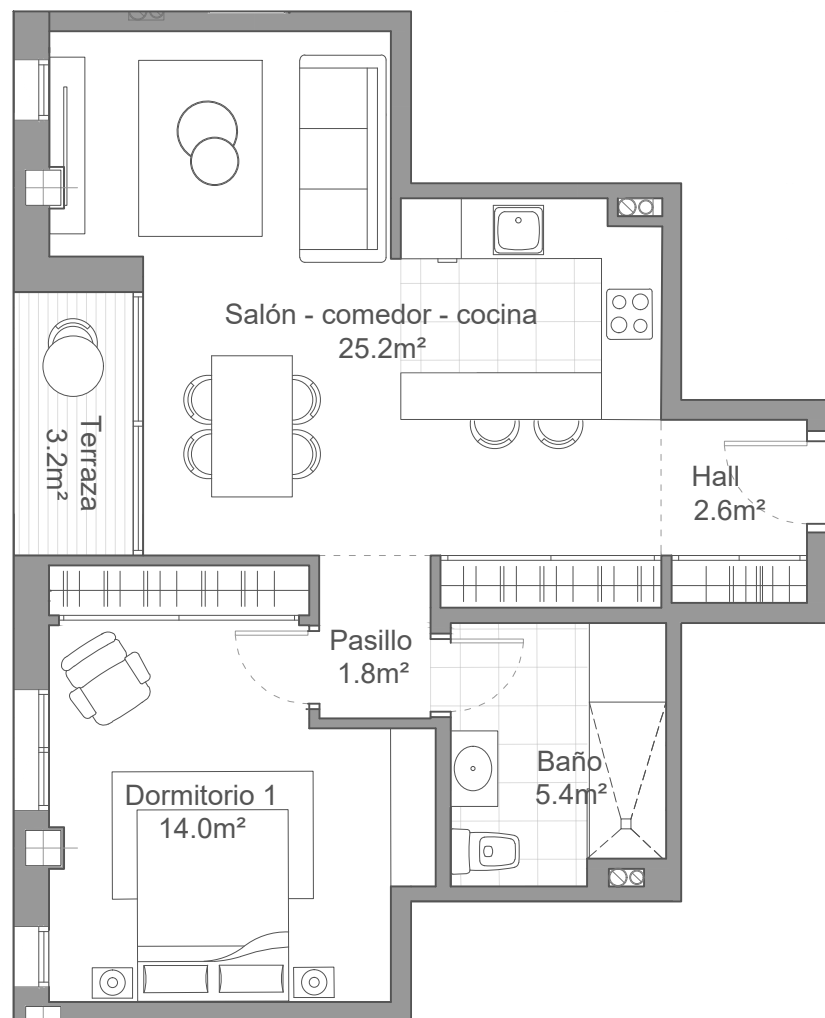 Salón - comedor - cocina
25.2m²
Terraza
3.2m²
Hall
2.6m²
Pasillo
1.8m²
Baño
5.4m²
Dormitorio 1
14.0m²